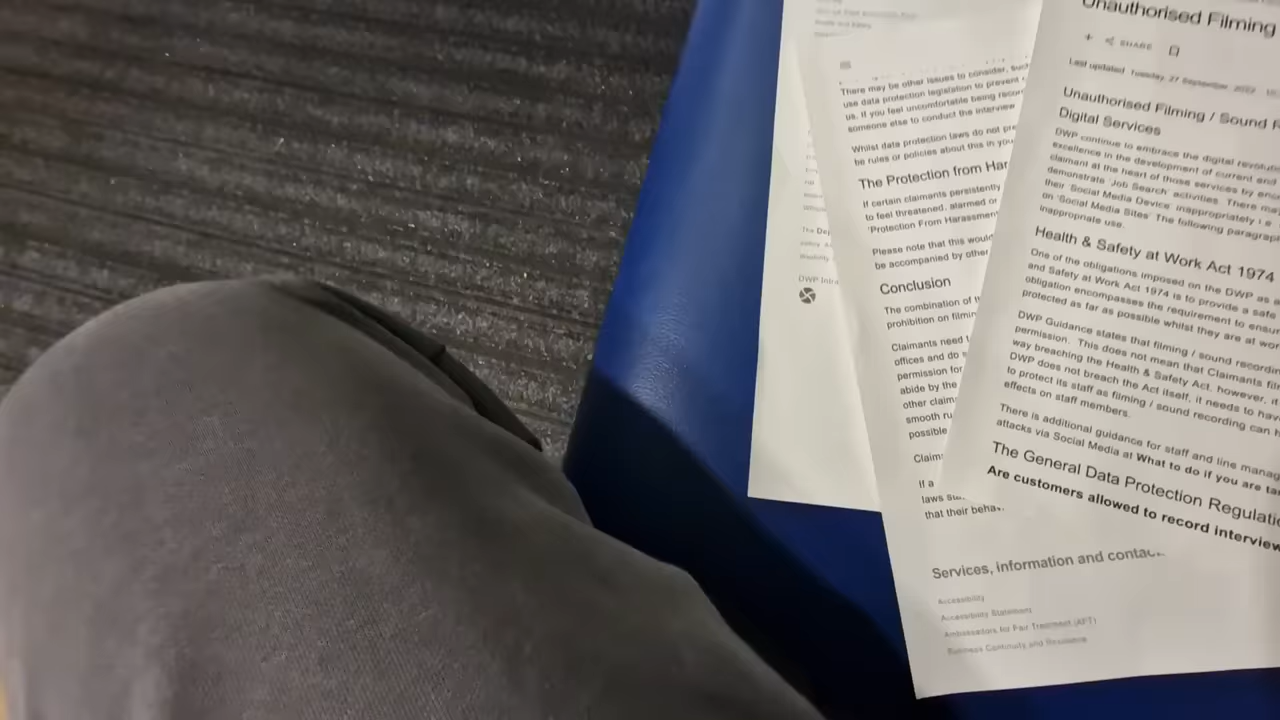 The Dep
DWP Intra
There may be other issues to consider, such
use data protection legislation to prevent
us. If you feel uncomfortable being recor
someone else to conduct the interview
Whilst data protection laws do not pre
be rules or policies about this in you
The Protection from Har
If certain claimants persistently
to feel threatened, alarmed or
'Protection From Harassment
Please note that this would
be accompanied by other
Conclusion
The combination of t
prohibition on filmin
Claimants need t
offices and do
permission for
abide by the
other claim
smooth ru
possible
Claim
If a
laws
that their behav
Services, information and contac
Accessibility
Accessibility Statement
Ambassadors for Fair Treatment (AFT)
Business Continuity and Resilience
Unauthorised Filming
SHARE
Last updated Tuesday, 27 September, 2022
Unauthorised Filming / Sound R
Digital Services
DWP continue to embrace the digital revoluti
excellence in the development of current and
claimant at the heart of those services by ens
demonstrate 'Job Search' activities. There may
their 'Social Media Device' inappropriately i.e.
on 'Social Media Sites' The following paragrap
inappropriate use.
Health & Safety at Work Act 1974
One of the obligations imposed on the DWP as
and Safety at Work Act 1974 is to provide a safe
obligation encompasses the requirement to ensur
protected as far as possible whilst they are at wor
DWP Guidance states that filming / sound recordin
permission. This does not mean that Claimants fil
way breaching the Health & Safety Act, however, if
DWP does not breach the Act itself, it needs to hav
to protect its staff as filming / sound recording can h
effects on staff members.
There is additional guidance for staff and line manag
attacks via Social Media at What to do if you are ta
The General Data Protection Regulatio
Are customers allowed to record interview